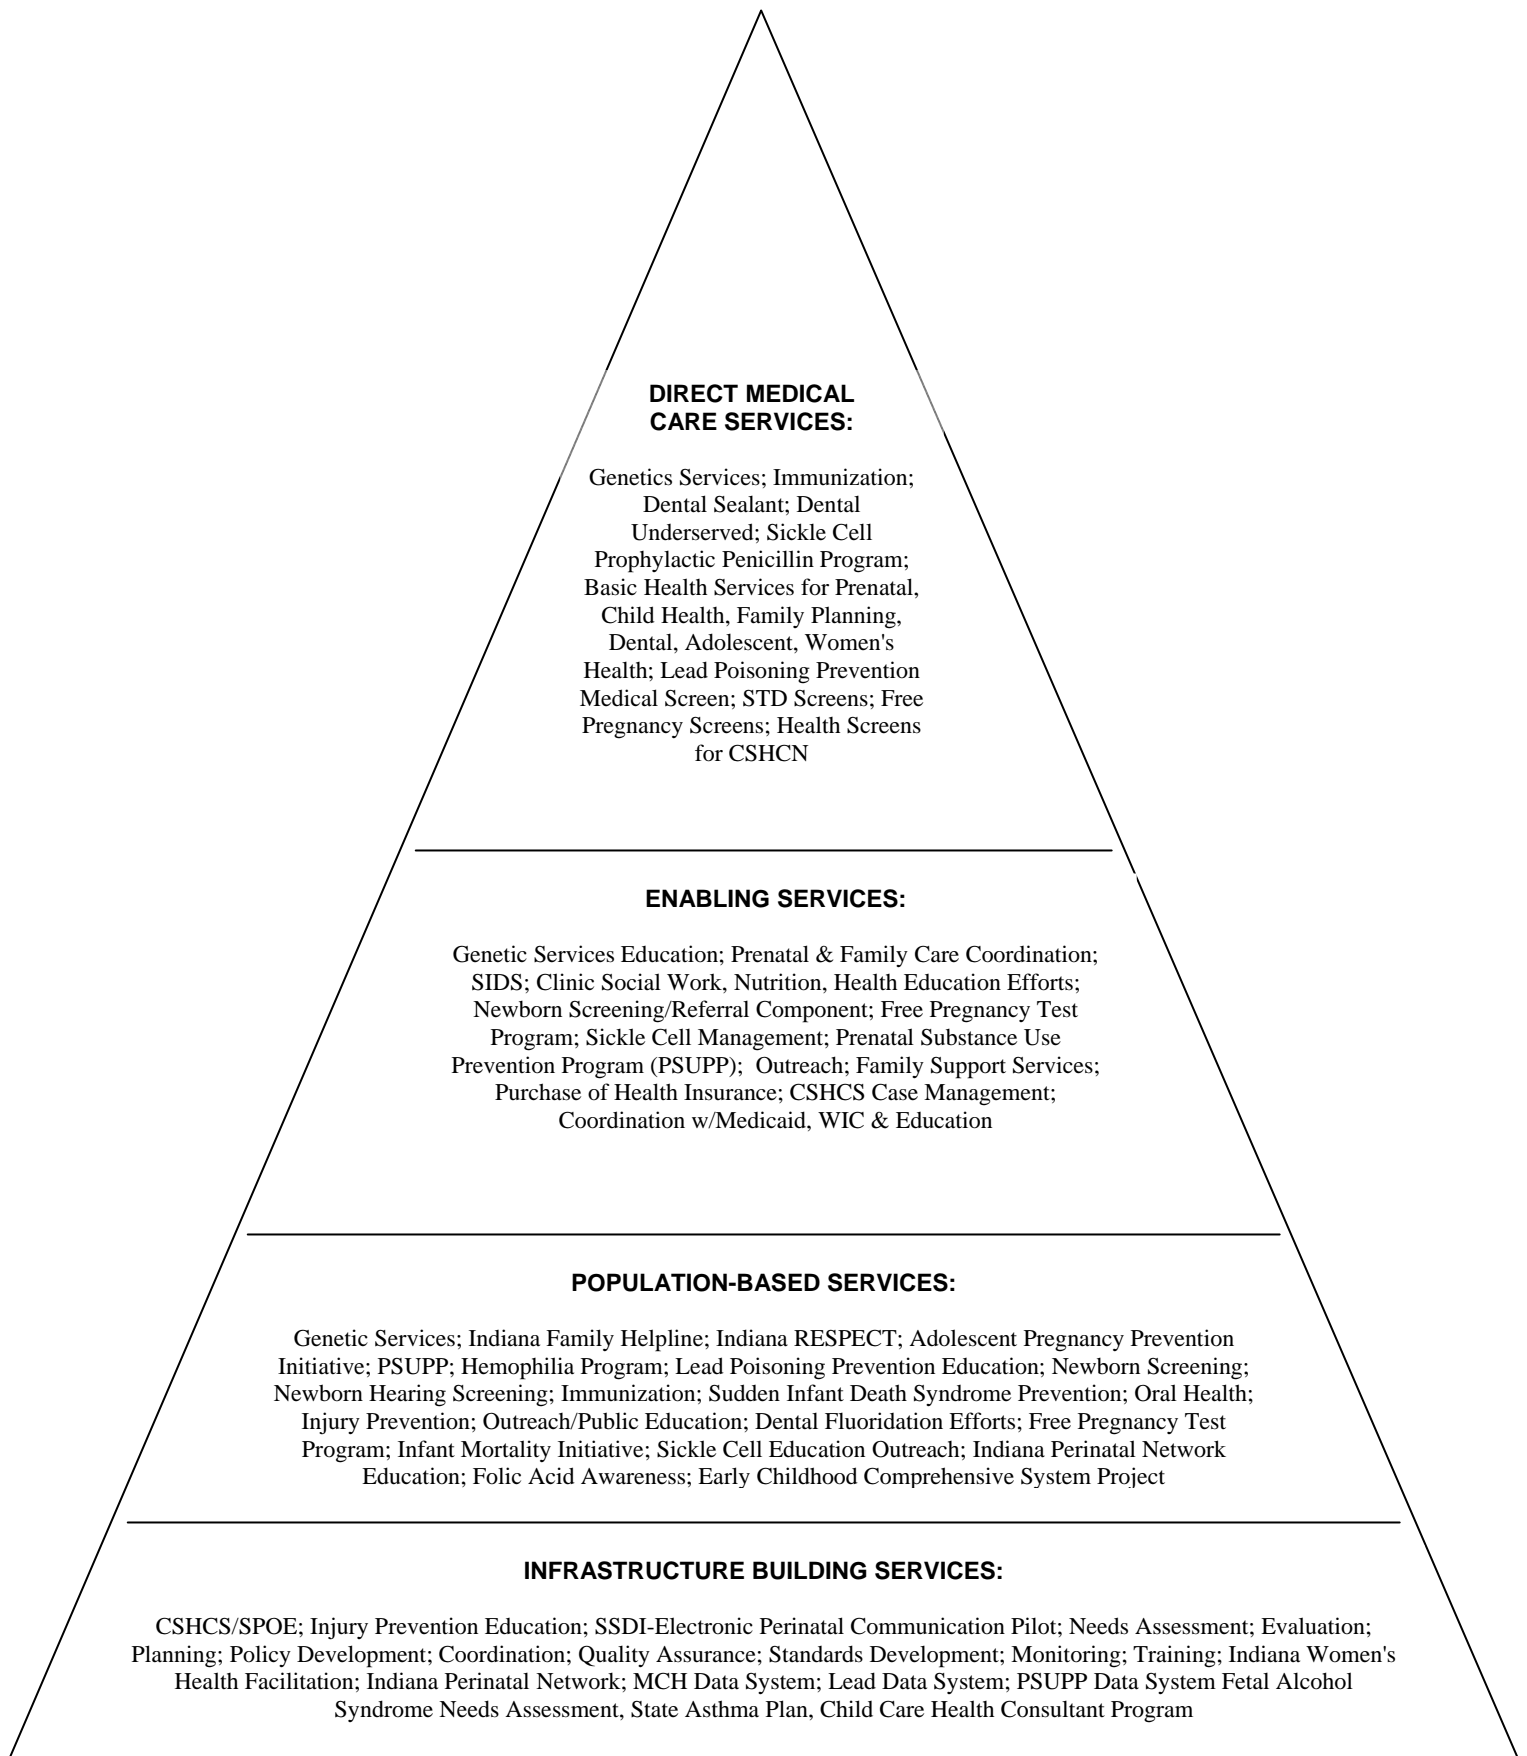 DIRECT MEDICAL
CARE SERVICES:
Genetics Services; Immunization;
Dental Sealant; Dental
Underserved; Sickle Cell
Prophylactic Penicillin Program;
Basic Health Services for Prenatal,
Child Health, Family Planning,
Dental, Adolescent, Women's
Health; Lead Poisoning Prevention
Medical Screen; STD Screens; Free
Pregnancy Screens; Health Screens
for CSHCN
ENABLING SERVICES:
Genetic Services Education; Prenatal & Family Care Coordination;
SIDS; Clinic Social Work, Nutrition, Health Education Efforts;
Newborn Screening/Referral Component; Free Pregnancy Test
Program; Sickle Cell Management; Prenatal Substance Use
Prevention Program (PSUPP); Outreach; Family Support Services;
Purchase of Health Insurance; CSHCS Case Management;
Coordination w/Medicaid, WIC & Education
POPULATION-BASED SERVICES:
Genetic Services; Indiana Family Helpline; Indiana RESPECT; Adolescent Pregnancy Prevention
Initiative; PSUPP; Hemophilia Program; Lead Poisoning Prevention Education; Newborn Screening;
Newborn Hearing Screening; Immunization; Sudden Infant Death Syndrome Prevention; Oral Health;
Injury Prevention; Outreach/Public Education; Dental Fluoridation Efforts; Free Pregnancy Test
Program; Infant Mortality Initiative; Sickle Cell Education Outreach; Indiana Perinatal Network
Education; Folic Acid Awareness; Early Childhood Comprehensive System Project
INFRASTRUCTURE BUILDING SERVICES:
CSHCS/SPOE; Injury Prevention Education; SSDI-Electronic Perinatal Communication Pilot; Needs Assessment; Evaluation;
Planning; Policy Development; Coordination; Quality Assurance; Standards Development; Monitoring; Training; Indiana Women's
Health Facilitation; Indiana Perinatal Network; MCH Data System; Lead Data System; PSUPP Data System Fetal Alcohol
Syndrome Needs Assessment, State Asthma Plan, Child Care Health Consultant Program